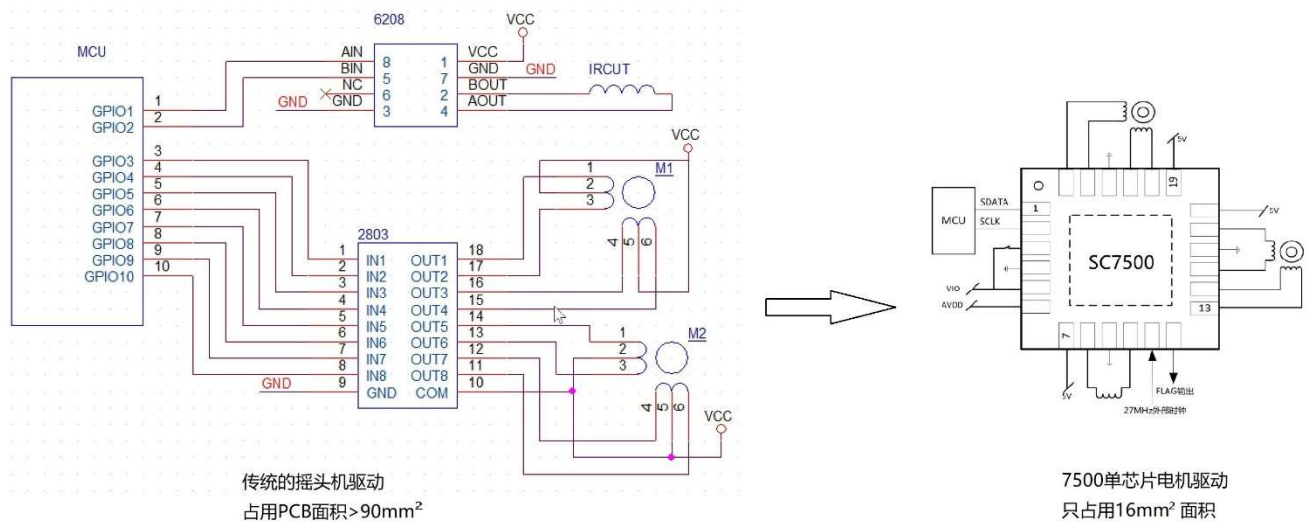 6208
VCC
MCU
AIN 8 1 VCC
BIN 5 7 GND GND
NC 6 2 BOUT
GND GND 3 4 AOUT
IRCUT
GPIO1 1
GPIO2 2
GPIO3 3
GPIO4 4
GPIO5 5
GPIO6 6
GPIO7 7
GPIO8 8
GPIO9 9
GPIO10 10
VCC
M1
1
2
3
4 5 6
2803
1 IN1 OUT1 18
2 IN2 OUT2 17
3 IN3 OUT3 16
4 IN4 OUT4 15
5 IN5 OUT5 14
6 IN6 OUT6 13
7 IN7 OUT7 12
8 IN8 OUT8 11
GND 9 GND COM 10
M2
1
2
3
4 5 6
VCC
传统的摇头机驱动
占用PCB面积>90mm²
5V
19
MCU
SDATA
SCLK
1
5V
SC7500
VIO
AVDD
13
7
5V
FLAG输出
27MHz外部时钟
7500单芯片电机驱动
只占用16mm² 面积